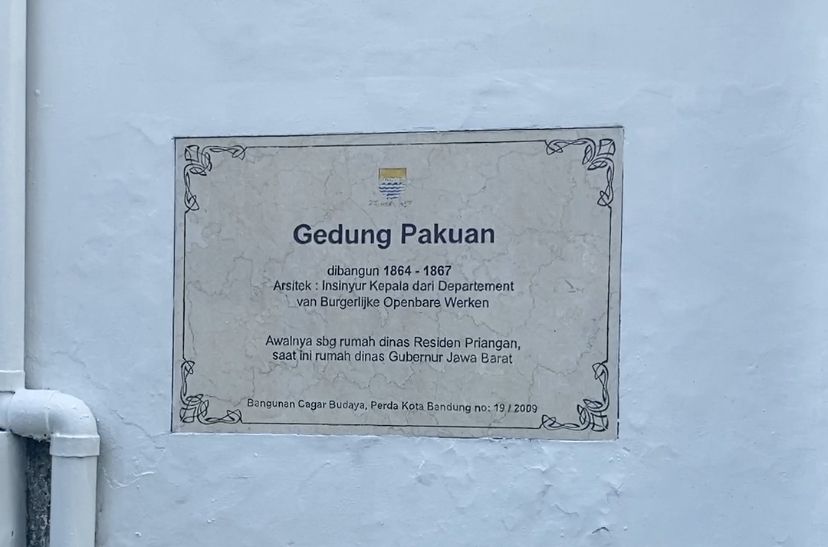 Gedung Pakuan
dibangun 1864 - 1867
Arsitek : Insinyur Kepala dari Departement
van Burgerlijke Openbare Werken
Awalnya sbg rumah dinas Residen Priangan,
saat ini rumah dinas Gubernur Jawa Barat
Bangunan Cagar Budaya, Perda Kota Bandung no: 19 / 2009